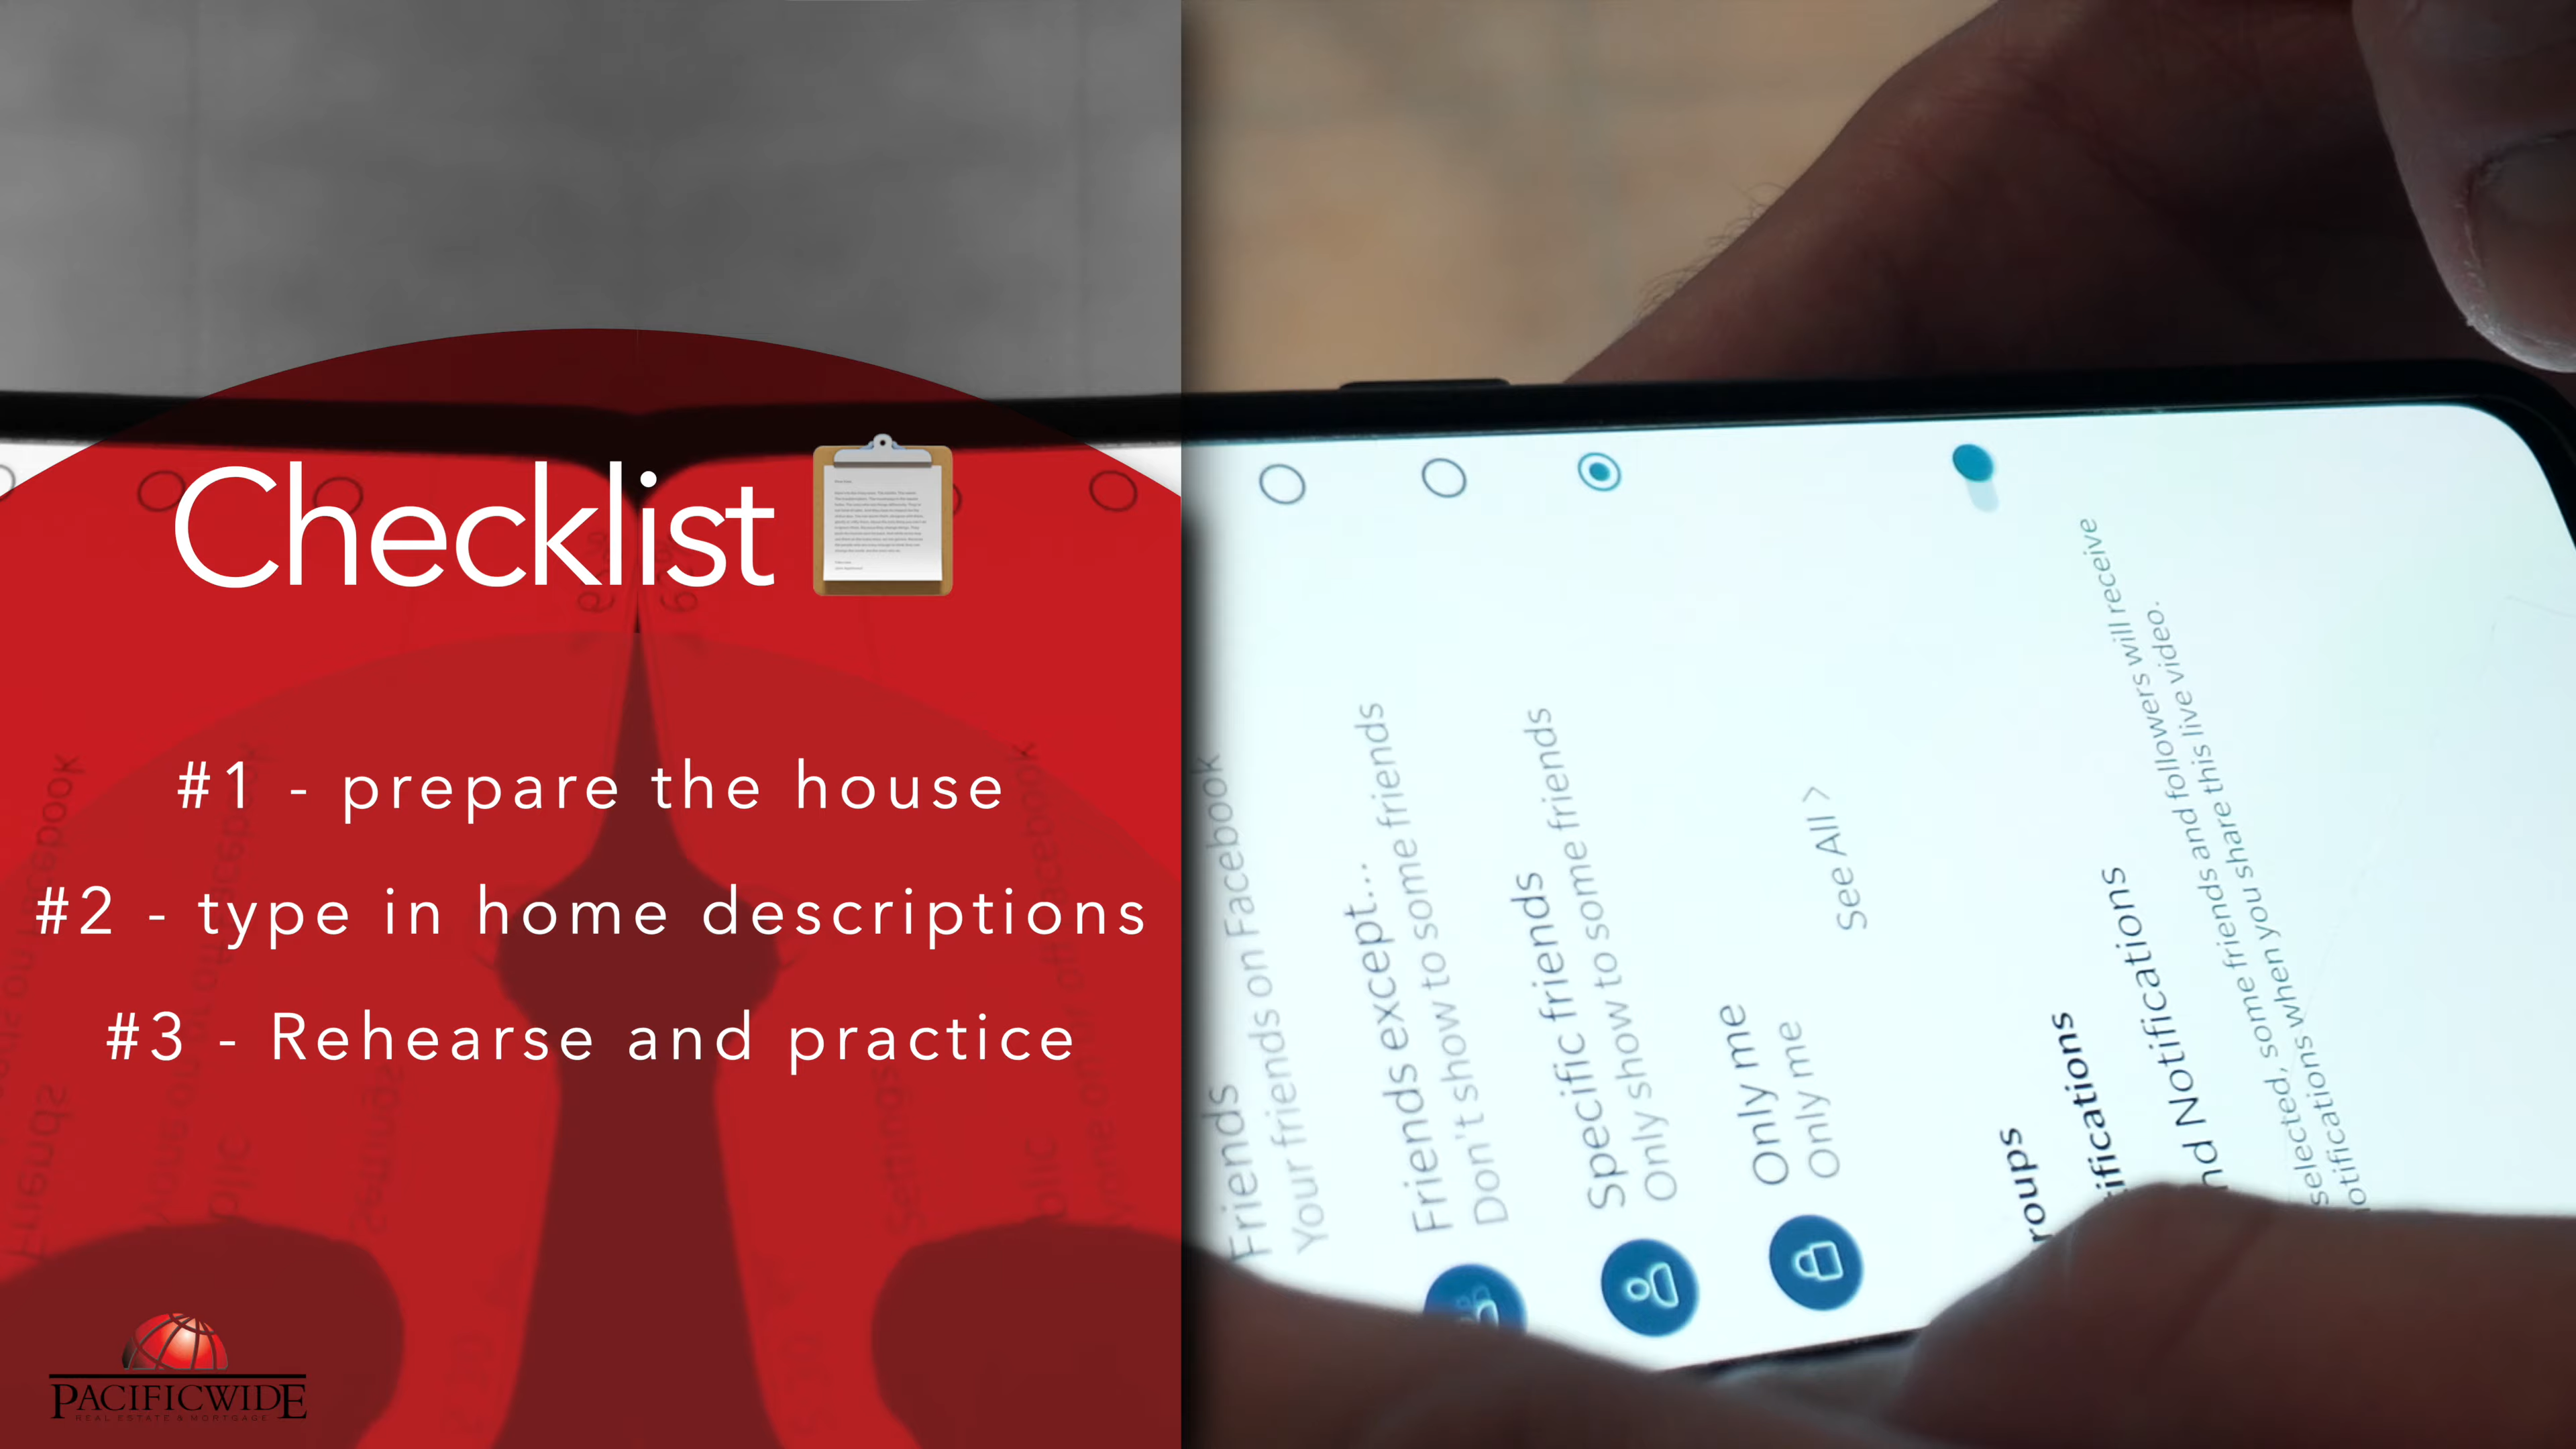 Checklist
#1 - prepare the house
#2 - type in home descriptions
#3 - Rehearse and practice
PACIFICWIDE
REAL ESTATE & MORTGAGE
Friends
Your friends on Facebook
Friends except...
Don't show to some friends
Specific friends
Only show to some friends
Only me
Only me
See All >
roups
ifications
nd Notifications
selected, some friends and followers will receive
otifications when you share this live video.